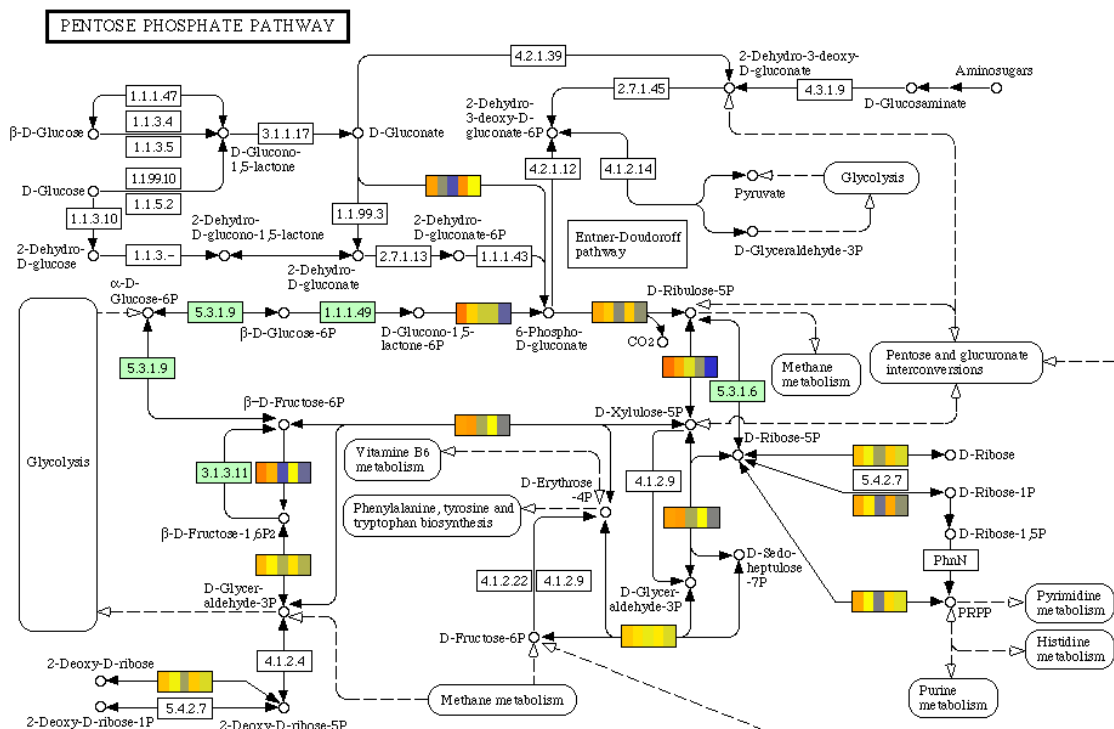 PENTOSE PHOSPHATE PATHWAY
4.2.1.39
2-Dehydro-3-deoxy-
D-gluconate
Aminosugars
1.1.1.47
2.7.1.45
4.3.1.9
D-Glucosaminate
2-Dehydro-
3-deoxy-D-
gluconate-6P
β-D-Glucose
1.1.3.4
3.1.1.17
D-Gluconate
1.1.3.5
D-Glucono-
1,5-lactone
4.2.1.12
4.1.2.14
1.1.99.10
D-Glucose
1.1.5.2
Pyruvate
Glycolysis
1.1.3.10
1.1.99.3
2-Dehydro-
D-glucono-1,5-lactone
2-Dehydro-
D-gluconate-6P
Entner-Doudoroff
pathway
D-Glyceraldehyde-3P
2-Dehydro-
D-glucose
1.1.3.-
2.7.1.13
1.1.1.43
2-Dehydro-
D-gluconate
α-D-
Glucose-6P
D-Ribulose-5P
5.3.1.9
1.1.1.49
β-D-Glucose-6P
D-Glucono-1,5-
lactone-6P
6-Phospho-
D-gluconate
CO2
Methane
metabolism
Pentose and glucuronate
interconversions
5.3.1.9
5.3.1.6
β-D-Fructose-6P
D-Xylulose-5P
D-Ribose-5P
Glycolysis
3.1.3.11
Vitamine B6
metabolism
4.1.2.9
D-Ribose
5.4.2.7
D-Erythrose
-4P
D-Ribose-1P
Phenylalanine, tyrosine and
tryptophan biosynthesis
β-D-Fructose-1,6P2
D-Ribose-1,5P
D-Sedo-
heptulose
-7P
PhnN
4.1.2.22
4.1.2.9
D-Glycer-
aldehyde-3P
D-Glycer-
aldehyde-3P
PRPP
Pyrimidine
metabolism
D-Fructose-6P
Histidine
metabolism
4.1.2.4
2-Deoxy-D-ribose
Methane metabolism
Purine
metabolism
5.4.2.7
2-Deoxy-D-ribose-1P
2-Deoxy-D-ribose-5P